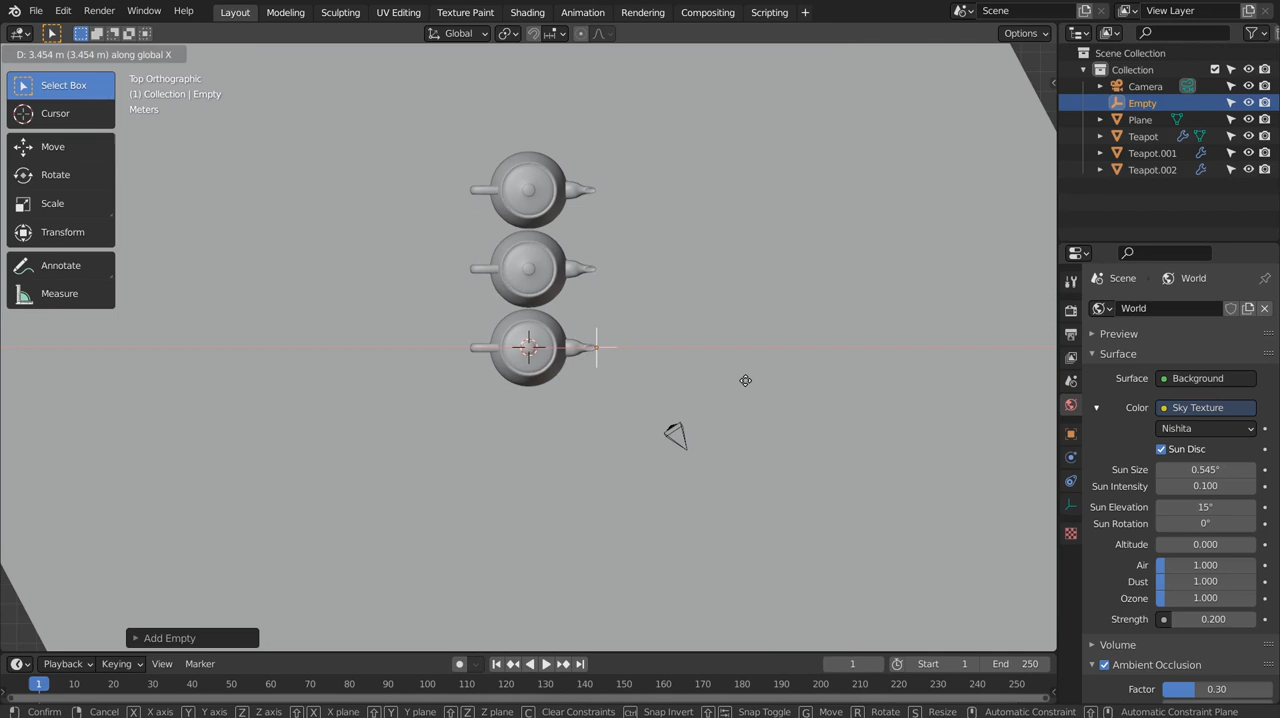 File Edit Render Window Help Layout Modeling Sculpting UV Editing Texture Paint Shading Animation Rendering Compositing Scripting + Scene View Layer
Global Options
D: 3.454 m (3.454 m) along global X
Select Box
Cursor
Move
Rotate
Scale
Transform
Annotate
Measure
Top Orthographic
(1) Collection | Empty
Meters
Add Empty
Scene Collection
Collection
Camera
Empty
Plane
Teapot
Teapot.001
Teapot.002
Scene World
World
Preview
Surface
Surface Background
Color Sky Texture
Nishita
Sun Disc
Sun Size 0.545°
Sun Intensity 0.100
Sun Elevation 15°
Sun Rotation 0°
Altitude 0.000
Air 1.000
Dust 1.000
Ozone 1.000
Strength 0.200
Volume
Ambient Occlusion
Factor 0.30
Playback Keying View Marker 1 Start 1 End 250
1 10 20 30 40 50 60 70 80 90 100 110 120 130 140 150 160 170 180 190 200 210 220 230 240 250
Confirm Cancel X X axis Y Y axis Z Z axis X X plane Y Y plane Z Z plane C Clear Constraints Snap Invert Snap Toggle G Move R Rotate S Resize Automatic Constraint Automatic Constraint Plane